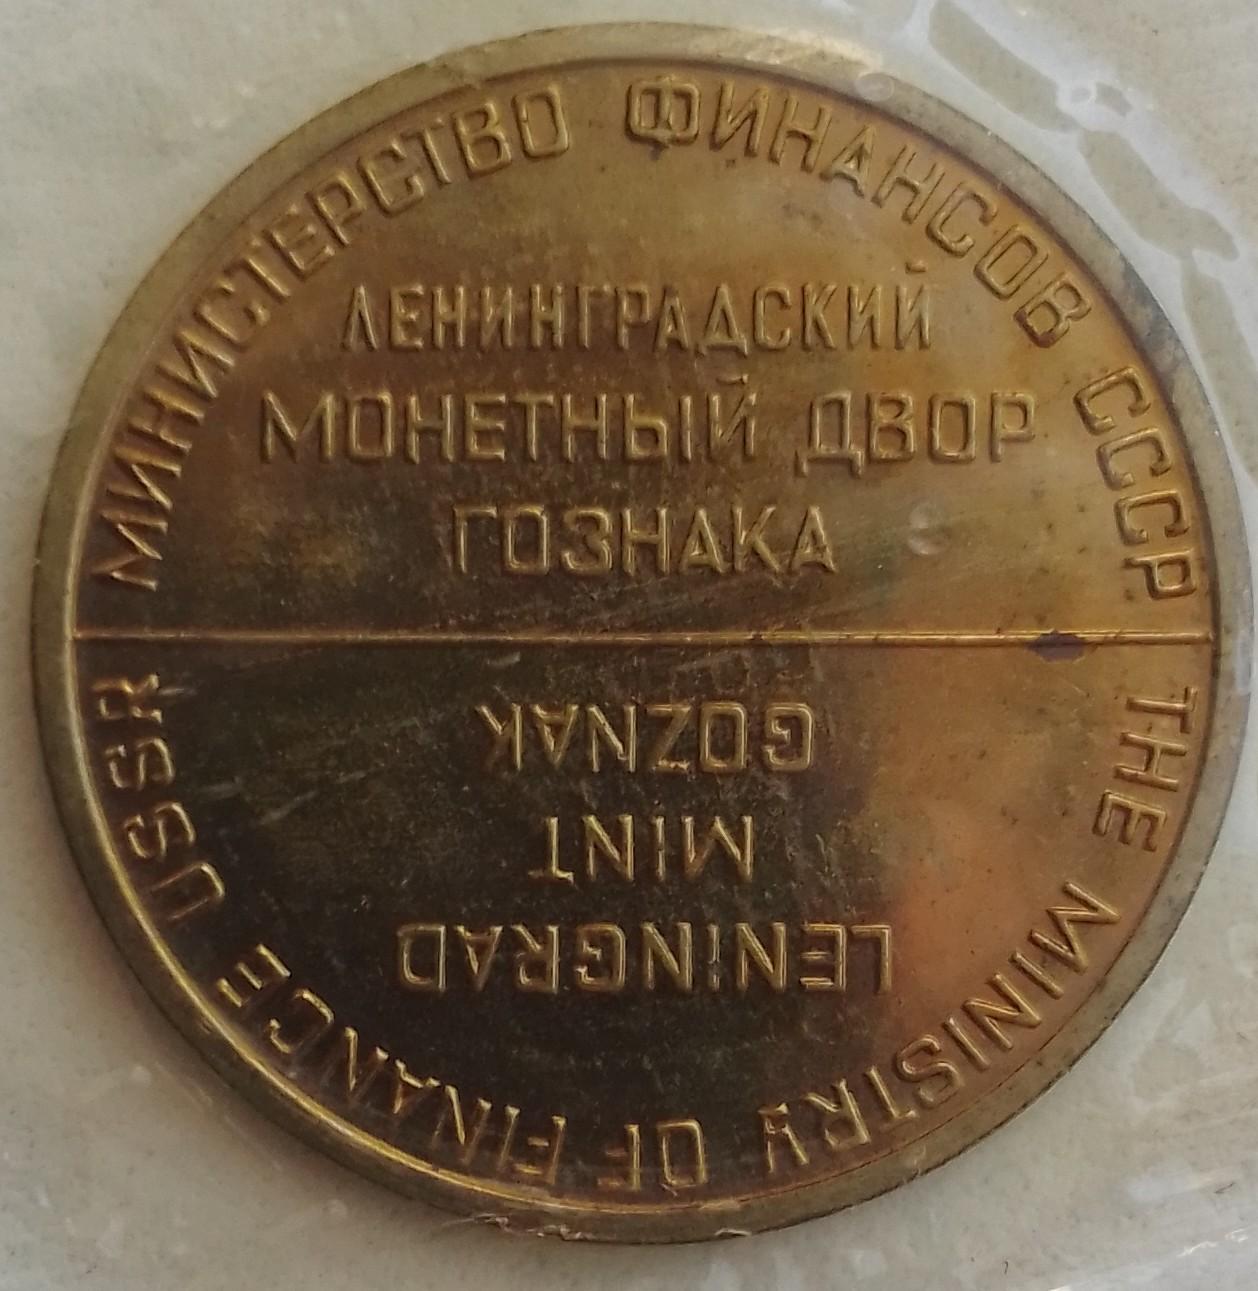 МИНИСТЕРСТВО ФИНАНСОВ СССР
ЛЕНИНГРАДСКИЙ
МОНЕТНЫЙ ДВОР
ГОЗНАКА
THE MINISTRY OF FINANCE USSR
LENINGRAD
MINT
GOZNAK